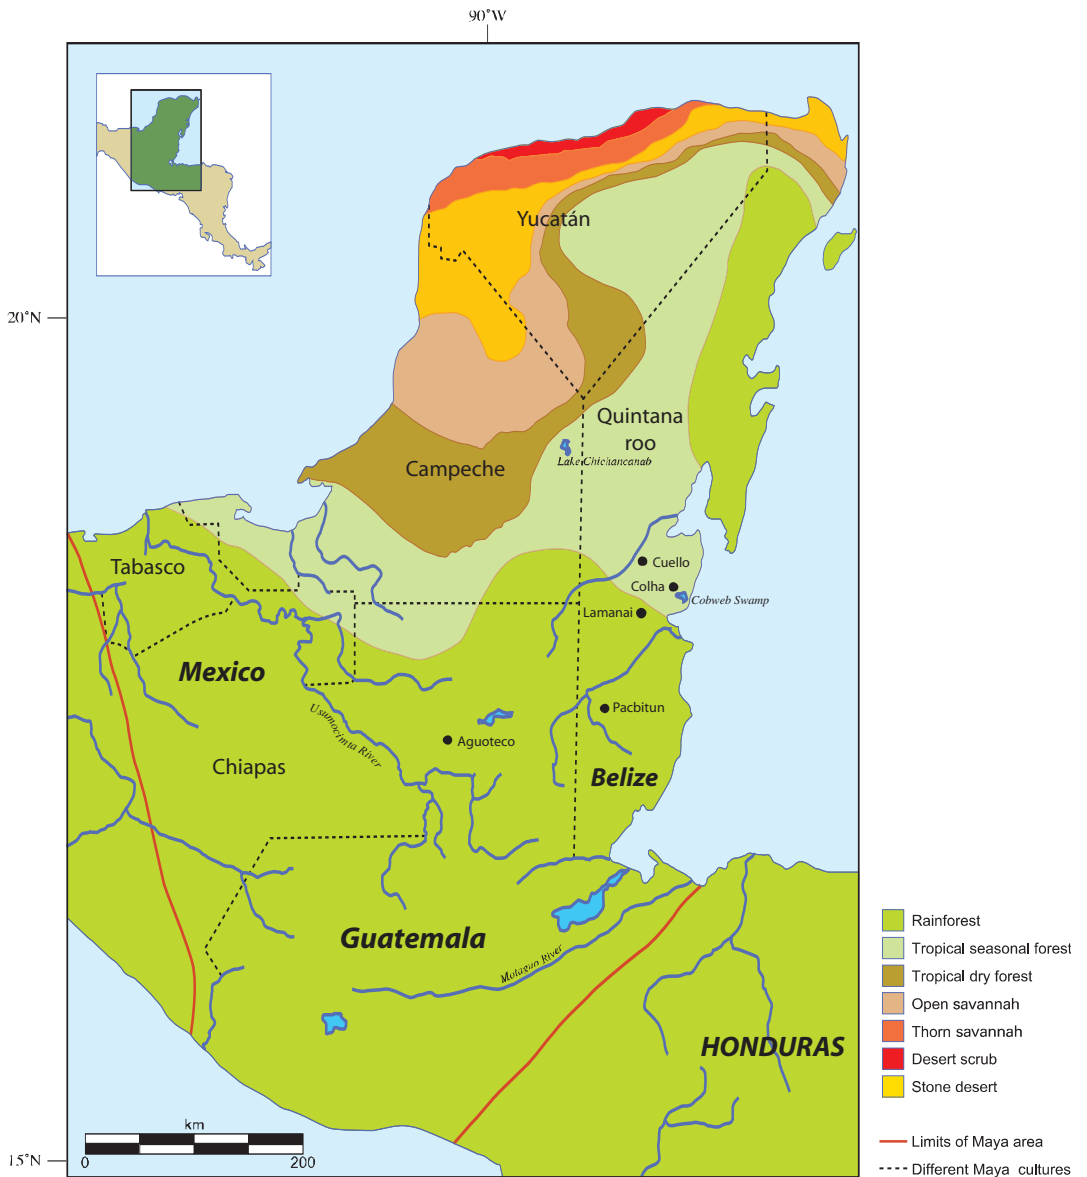 90°W
Yucatán
20°N
Quintana
roo
Lake Chichancanab
Campeche
Tabasco
Cuello
Colha
Cobweb Swamp
Lamanai
Mexico
Usumocimta River
Pacbitun
Aguoteco
Chiapas
Belize
Guatemala
Motaguo River
HONDURAS
km
0
200
15°N
Rainforest
Tropical seasonal forest
Tropical dry forest
Open savannah
Thorn savannah
Desert scrub
Stone desert
Limits of Maya area
Different Maya cultures